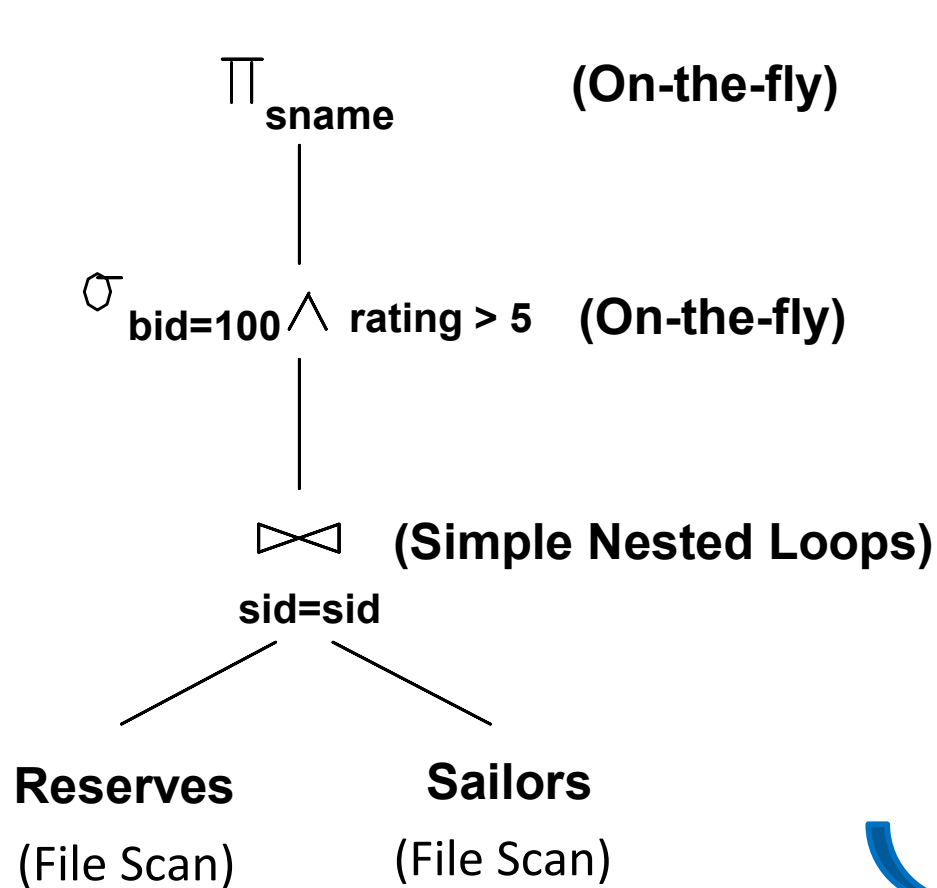 ∏ sname (On-the-fly)
σ bid=100 ∧ rating > 5 (On-the-fly)
⋈ (Simple Nested Loops)
sid=sid
Reserves Sailors
(File Scan) (File Scan)